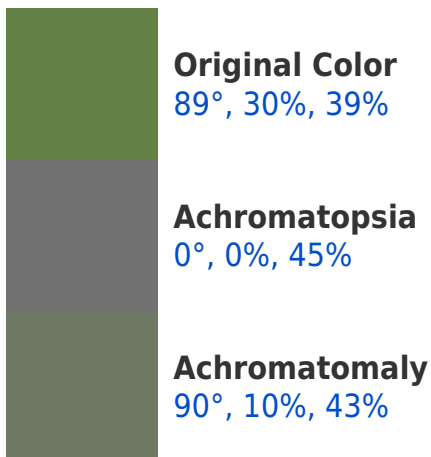 Original Color
89°, 30%, 39%
Achromatopsia
0°, 0%, 45%
Achromatomaly
90°, 10%, 43%